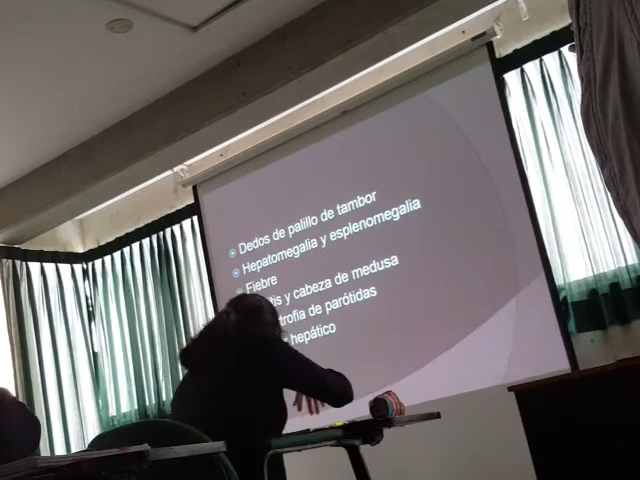 Dedos de palillo de tambor
Hepatomegalia y esplenomegalia
Fiebre
y cabeza de medusa
de parótidas
hepático